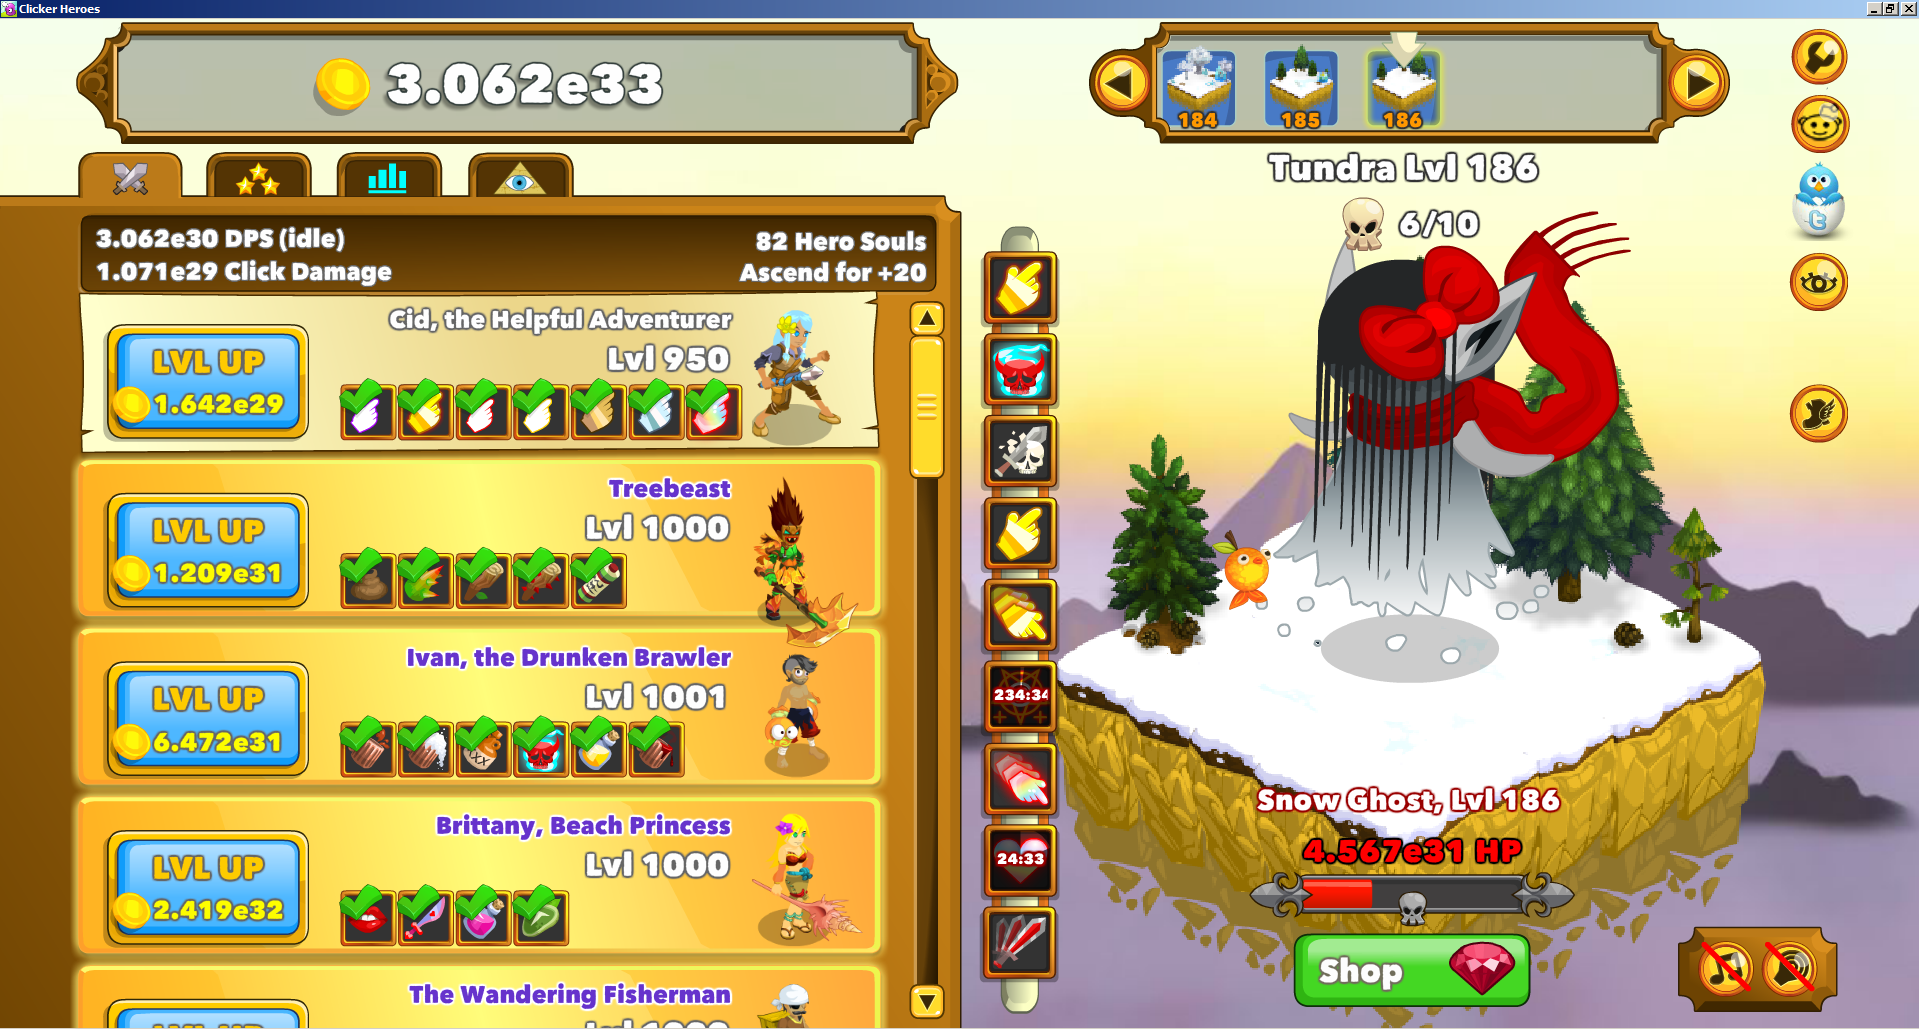 Clicker Heroes
3.062e33
184
185
186
Tundra Lvl 186
6/10
3.062e30 DPS (idle)
1.071e29 Click Damage
82 Hero Souls
Ascend for +20
Cid, the Helpful Adventurer
Lvl 950
LVL UP
1.642e29
Treebeast
Lvl 1000
LVL UP
1.209e31
Ivan, the Drunken Brawler
Lvl 1001
LVL UP
6.472e31
Brittany, Beach Princess
Lvl 1000
LVL UP
2.419e32
The Wandering Fisherman
234:34
24:33
Snow Ghost, Lvl 186
4.567e31 HP
Shop